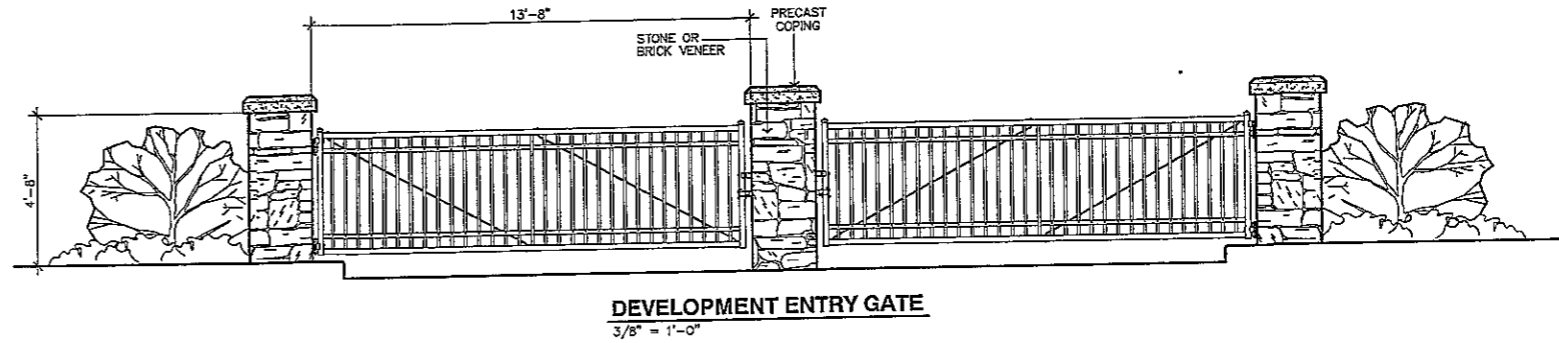 13'-8"
PRECAST
COPING
STONE OR
BRICK VENEER
4'-8"
DEVELOPMENT ENTRY GATE
3/8" = 1'-0"